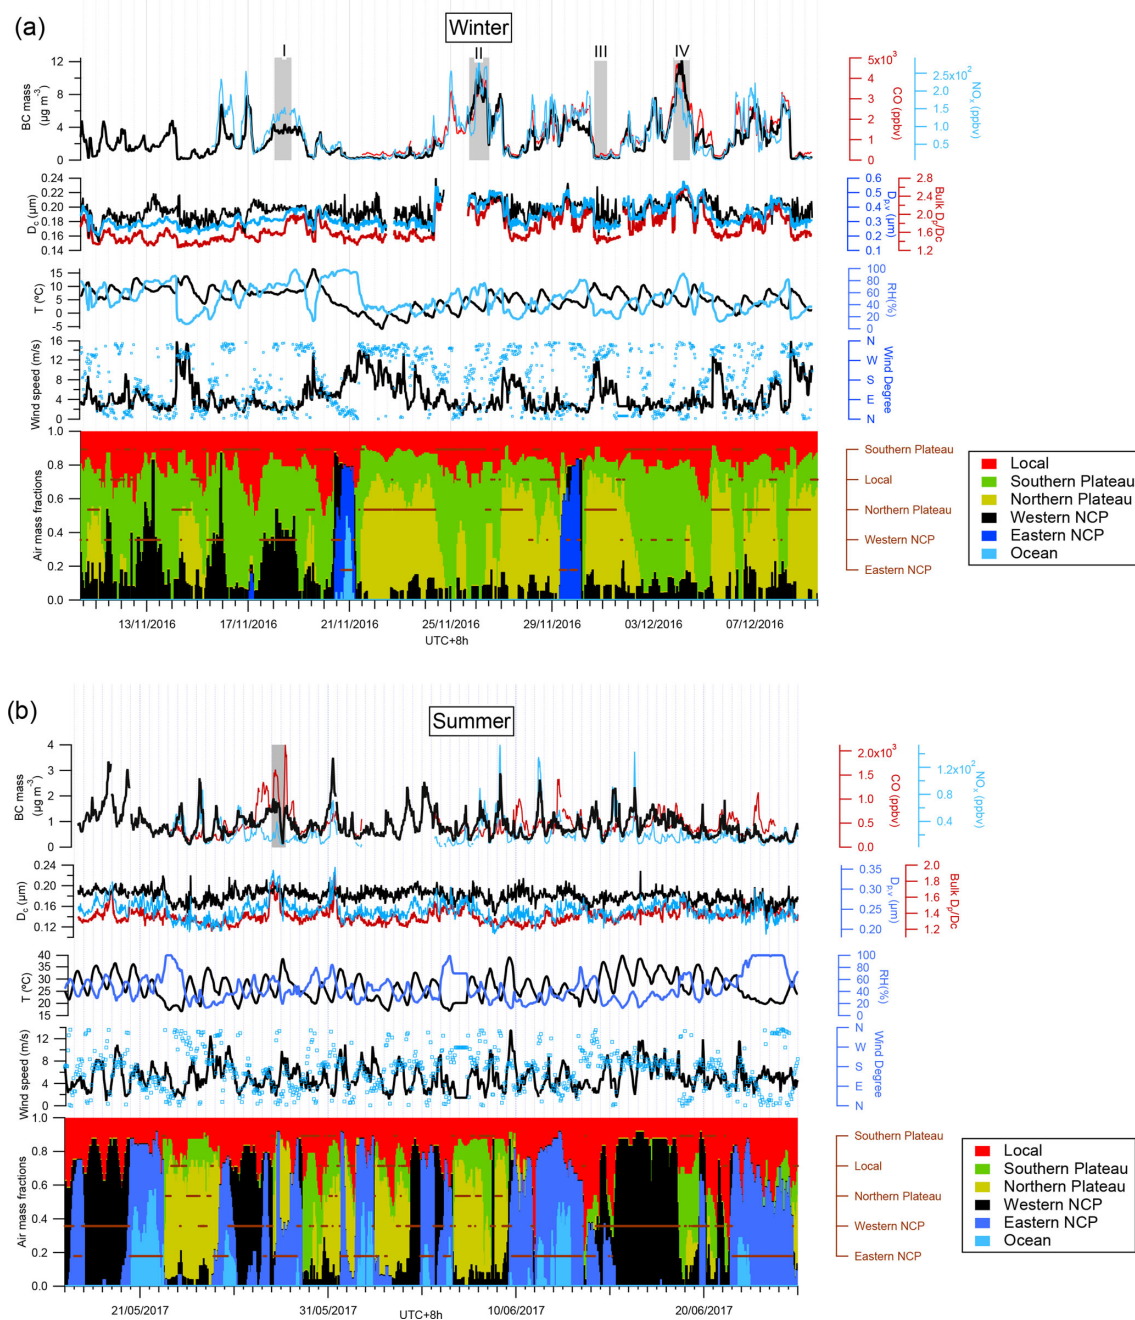 (a)
Winter
I
II
III
IV
BC mass
(µg m⁻³)
12
8
4
0
5x10³
4
3
2
1
0
CO (ppbv)
2.5x10²
1.5
1.0
0.5
NOₓ (ppbv)
D_c (µm)
0.24
0.20
0.18
0.14
0.6
0.5
0.4
0.3
0.2
0.1
D_p,v (µm)
2.8
2.4
2.0
1.6
1.2
Bulk D_p/Dc
T (ºC)
15
10
5
0
-5
100
80
60
40
20
0
RH(%)
Wind speed (m/s)
16
12
8
4
0
N
W
S
E
N
Wind Degree
Air mass fractions
1.0
0.8
0.6
0.4
0.2
0.0
Southern Plateau
Local
Northern Plateau
Western NCP
Eastern NCP
Local
Southern Plateau
Northern Plateau
Western NCP
Eastern NCP
Ocean
13/11/2016
17/11/2016
21/11/2016
25/11/2016
29/11/2016
03/12/2016
07/12/2016
UTC+8h
(b)
Summer
BC mass
(µg m⁻³)
4
3
2
1
0
2.0x10³
1.5
1.0
0.5
0.0
CO (ppbv)
1.2x10²
0.8
0.4
NOₓ (ppbv)
D_c (µm)
0.24
0.20
0.16
0.12
0.35
0.30
0.25
0.20
D_p,v (µm)
2.0
1.8
1.6
1.4
1.2
Bulk D_p/Dc
T (ºC)
40
35
30
25
20
15
100
80
60
40
20
0
RH(%)
Wind speed (m/s)
12
8
4
0
N
W
S
E
N
Wind Degree
Air mass fractions
1.0
0.8
0.6
0.4
0.2
0.0
Southern Plateau
Local
Northern Plateau
Western NCP
Eastern NCP
Local
Southern Plateau
Northern Plateau
Western NCP
Eastern NCP
Ocean
21/05/2017
31/05/2017
10/06/2017
20/06/2017
UTC+8h